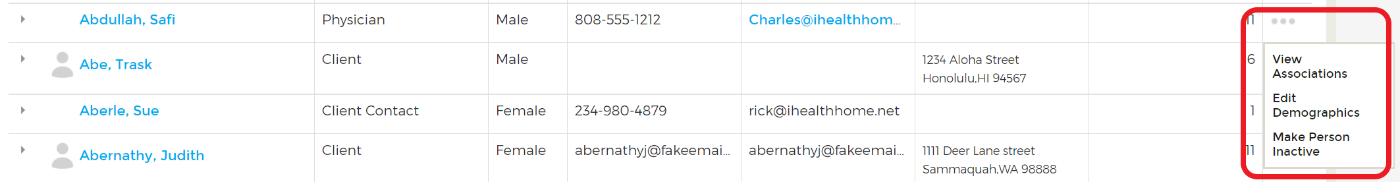 Abdullah, Safi Physician Male 808-555-1212 Charles@ihealthhom... 11
Abe, Trask Client Male 1234 Aloha Street 6
Honolulu,HI 94567
Aberle, Sue Client Contact Female 234-980-4879 rick@ihealthhome.net 1
Abernathy, Judith Client Female abernathyj@fakeemai... abernathyj@fakeemai... 1111 Deer Lane street 11
Sammaquah,WA 98888
View
Associations
Edit
Demographics
Make Person
Inactive